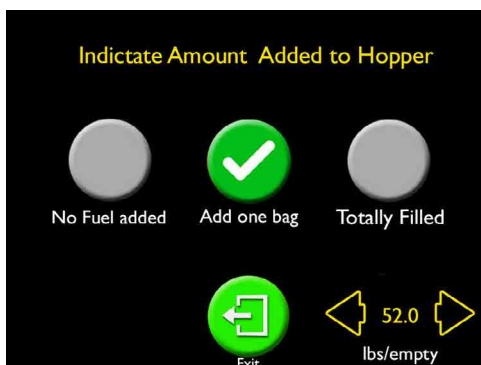 Indictate Amount Added to Hopper
No Fuel added
Add one bag
Totally Filled
52.0
Exit
lbs/empty